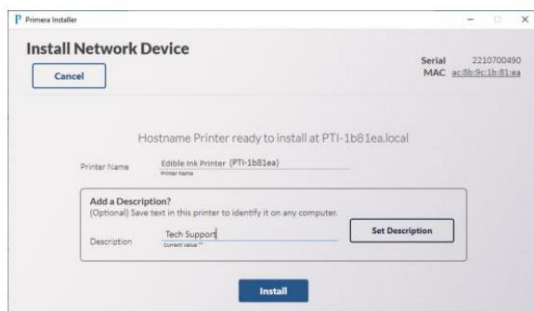 Primera Installer
Install Network Device
Cancel
Serial 2210700490
MAC ac:8b:9c:1b:81:ea
Hostname Printer ready to install at PTI-1b81ea.local
Printer Name Edible Ink Printer (PTI-1b81ea)
Printer Name
Add a Description?
(Optional) Save text in this printer to identify it on any computer.
Description Tech Support
Current Value ""
Set Description
Install